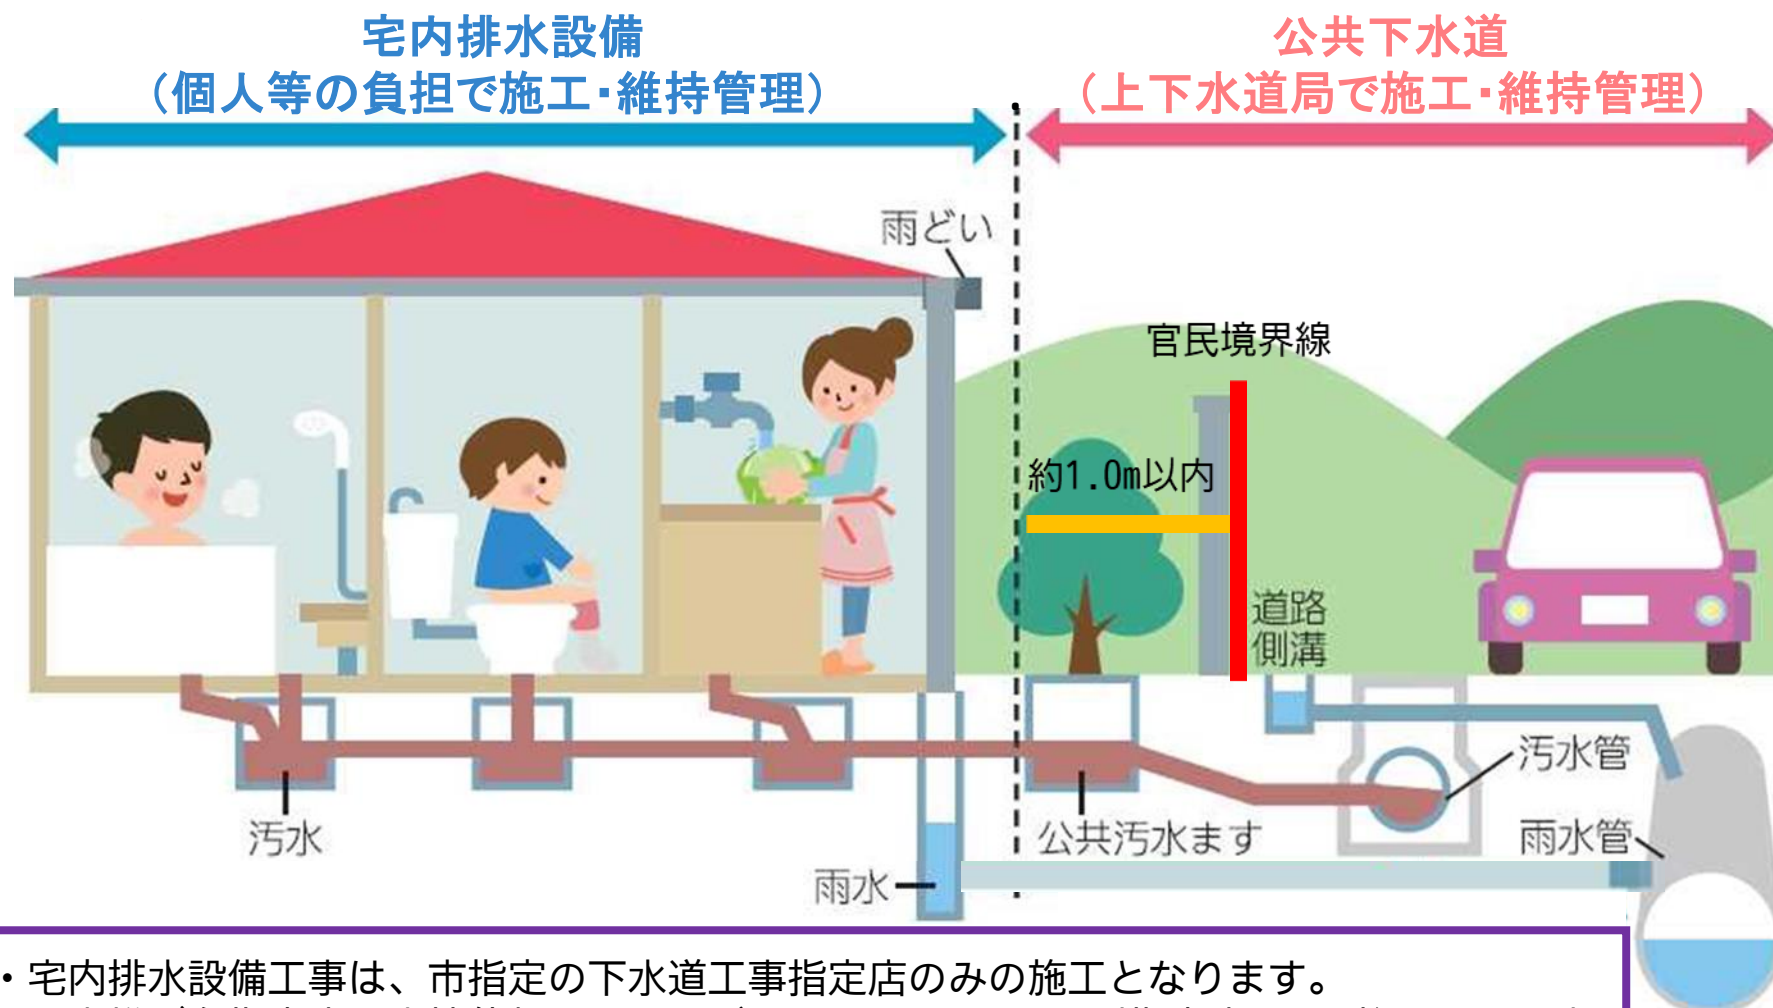 宅内排水設備
（個人等の負担で施工・維持管理）
公共下水道
（上下水道局で施工・維持管理）
雨どい
官民境界線
約1.0m以内
道路
側溝
汚水管
汚水
公共汚水ます
雨水管
雨水
・宅内排水設備工事は、市指定の下水道工事指定店のみの施工となります。